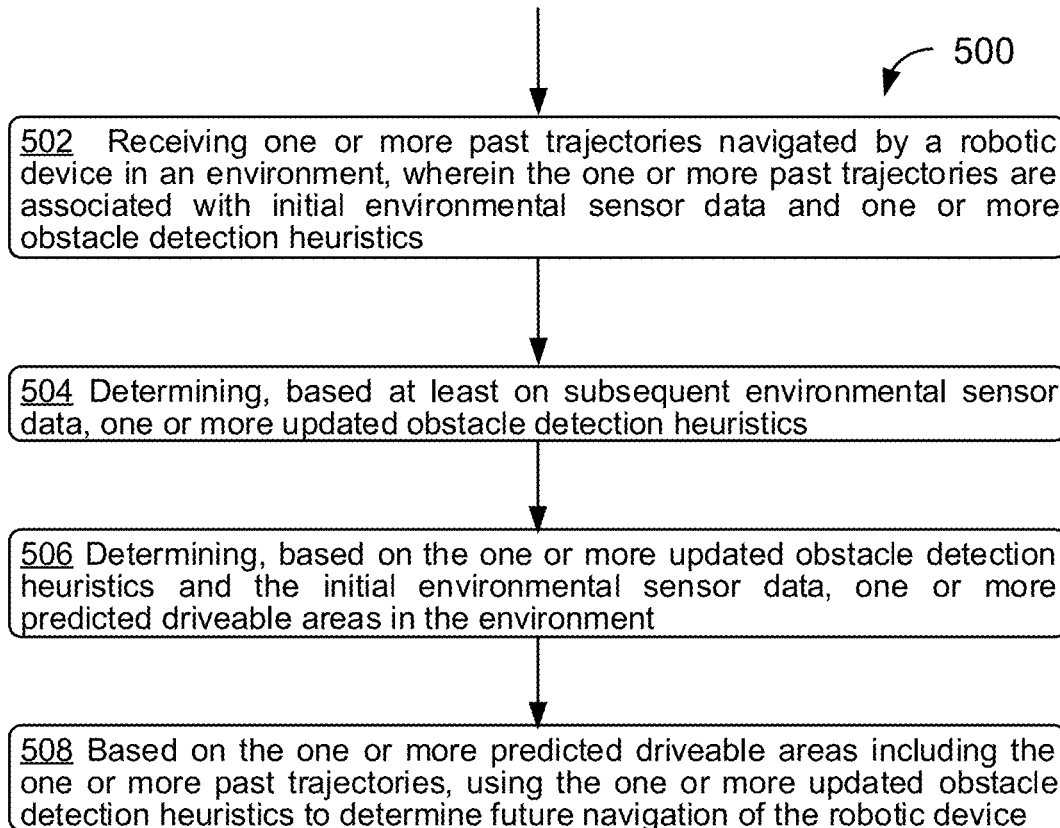 500
502 Receiving one or more past trajectories navigated by a robotic
device in an environment, wherein the one or more past trajectories are
associated with initial environmental sensor data and one or more
obstacle detection heuristics
504 Determining, based at least on subsequent environmental sensor
data, one or more updated obstacle detection heuristics
506 Determining, based on the one or more updated obstacle detection
heuristics and the initial environmental sensor data, one or more
predicted driveable areas in the environment
508 Based on the one or more predicted driveable areas including the
one or more past trajectories, using the one or more updated obstacle
detection heuristics to determine future navigation of the robotic device